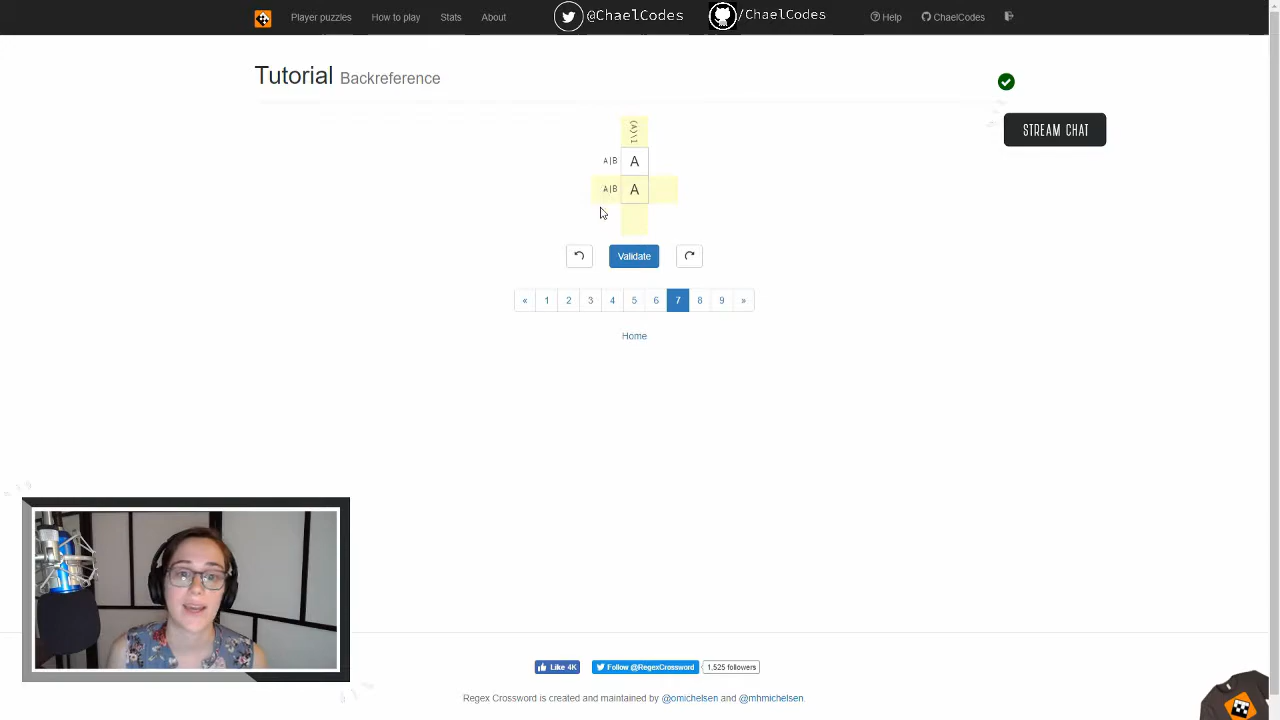 Player puzzles How to play Stats About @ChaelCodes /ChaelCodes Help ChaelCodes
Tutorial Backreference
STREAM CHAT
(A)\1
A|B A
A|B A
Validate
« 1 2 3 4 5 6 7 8 9 »
Home
Like 4K Follow @RegexCrossword 1,525 followers
Regex Crossword is created and maintained by @omichelsen and @mhmichelsen.